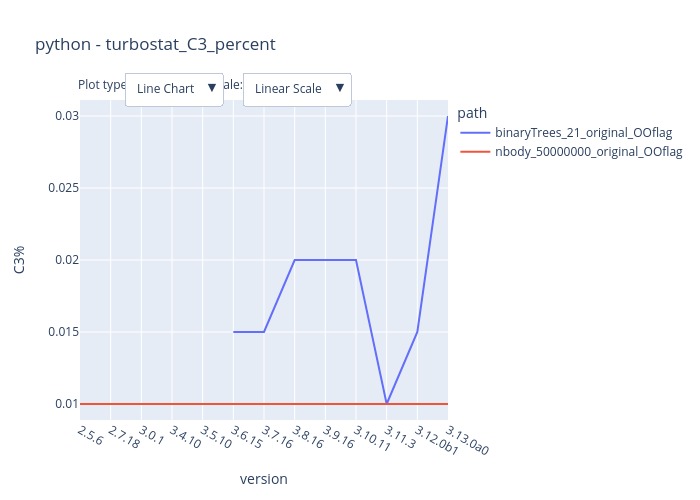 python - turbostat_C3_percent
Plot type
Line Chart ▼
ale:
Linear Scale ▼
path
binaryTrees_21_original_OOflag
nbody_50000000_original_OOflag
C3%
0.03
0.025
0.02
0.015
0.01
2.5.6
2.7.18
3.0.1
3.4.10
3.5.10
3.6.15
3.7.16
3.8.16
3.9.16
3.10.11
3.11.3
3.12.0b1
3.13.0a0
version